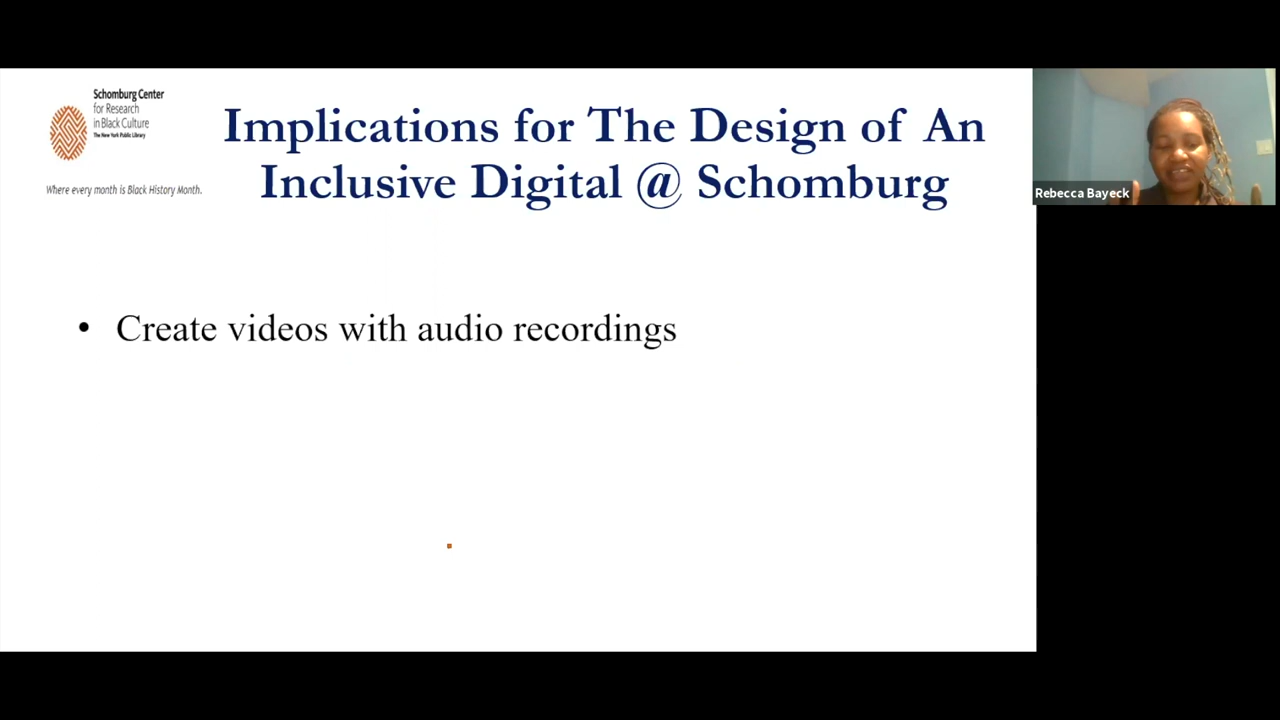 Schomburg Center
for Research
in Black Culture
The New York Public Library
Where every month is Black History Month.
Implications for The Design of An
Inclusive Digital @ Schomburg
• Create videos with audio recordings
Rebecca Bayeck